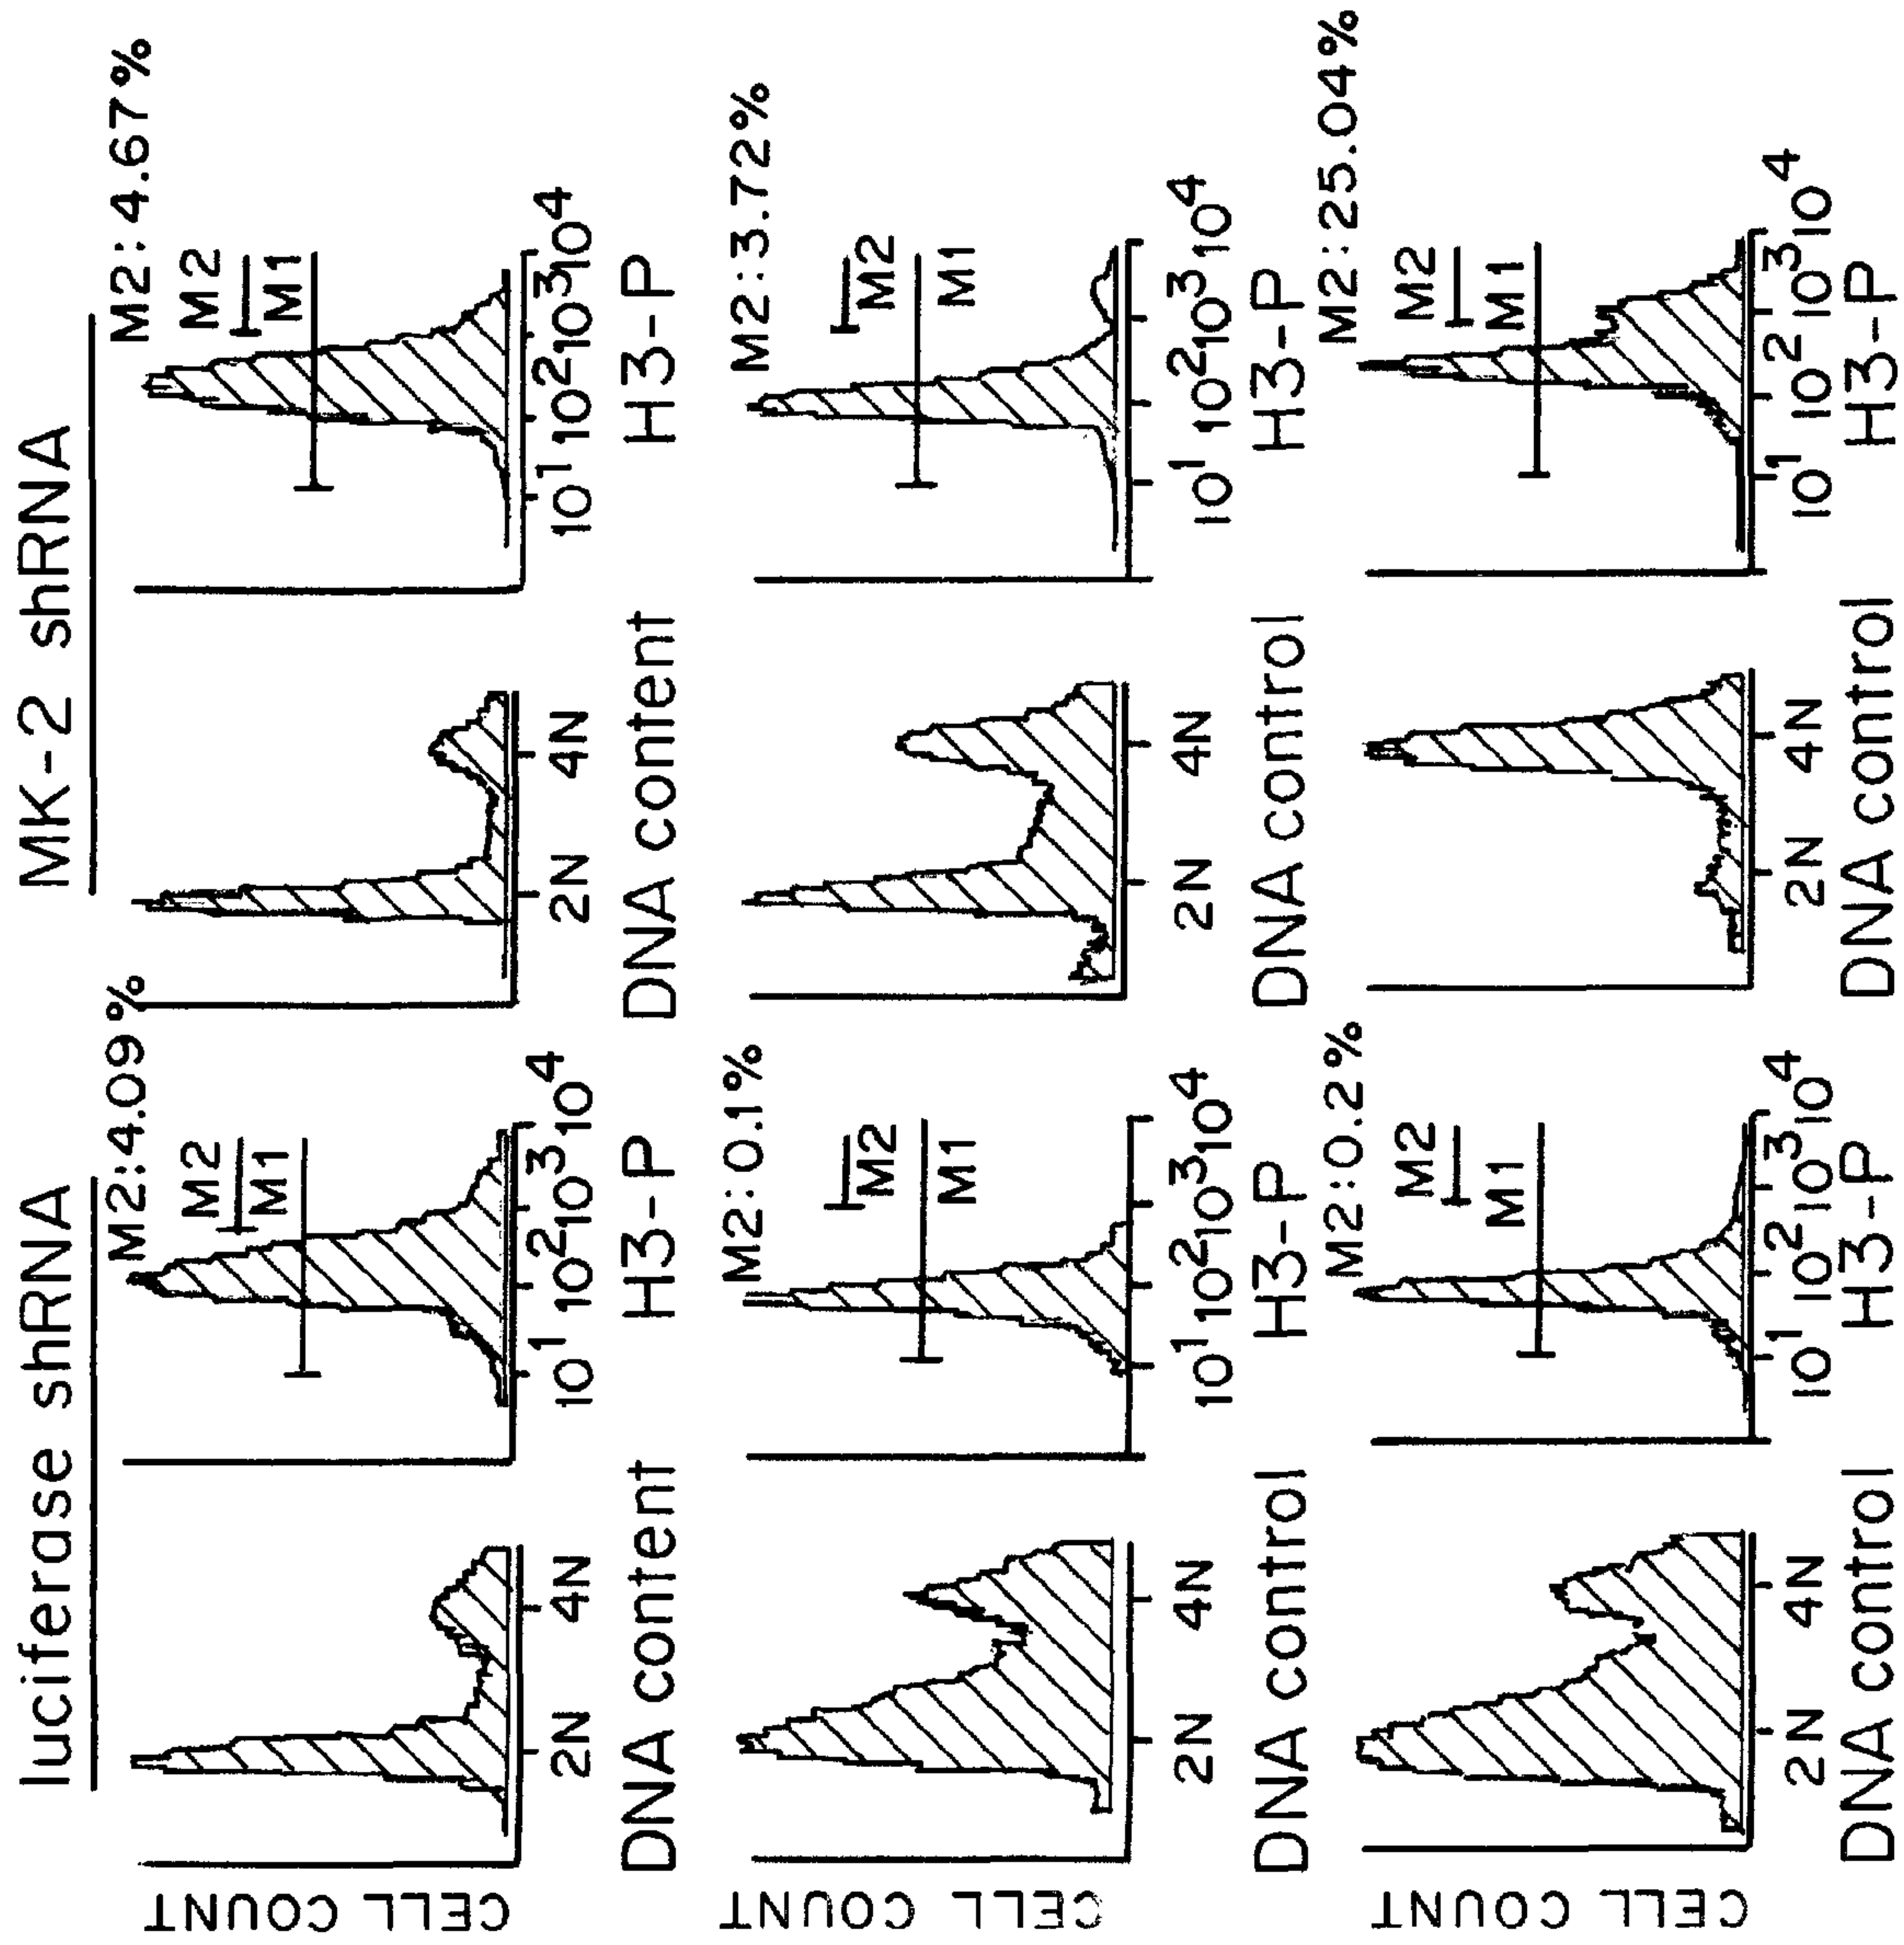 luciferase shRNA
MK-2 shRNA
CELL COUNT
2N 4N
DNA content
M2:4.09%
M2
M1
10¹ 10² 10³ 10⁴
H3-P
2N 4N
DNA content
M2:4.67%
M2
M1
10¹ 10² 10³ 10⁴
H3-P
CELL COUNT
2N 4N
DNA control
M2:0.1%
M2
M1
10¹ 10² 10³ 10⁴
H3-P
2N 4N
DNA control
M2:3.72%
M2
M1
10¹ 10² 10³ 10⁴
H3-P
CELL COUNT
2N 4N
DNA control
M2:0.2%
M2
M1
10¹ 10² 10³ 10⁴
H3-P
2N 4N
DNA control
M2:25.04%
M2
M1
10¹ 10² 10³ 10⁴
H3-P